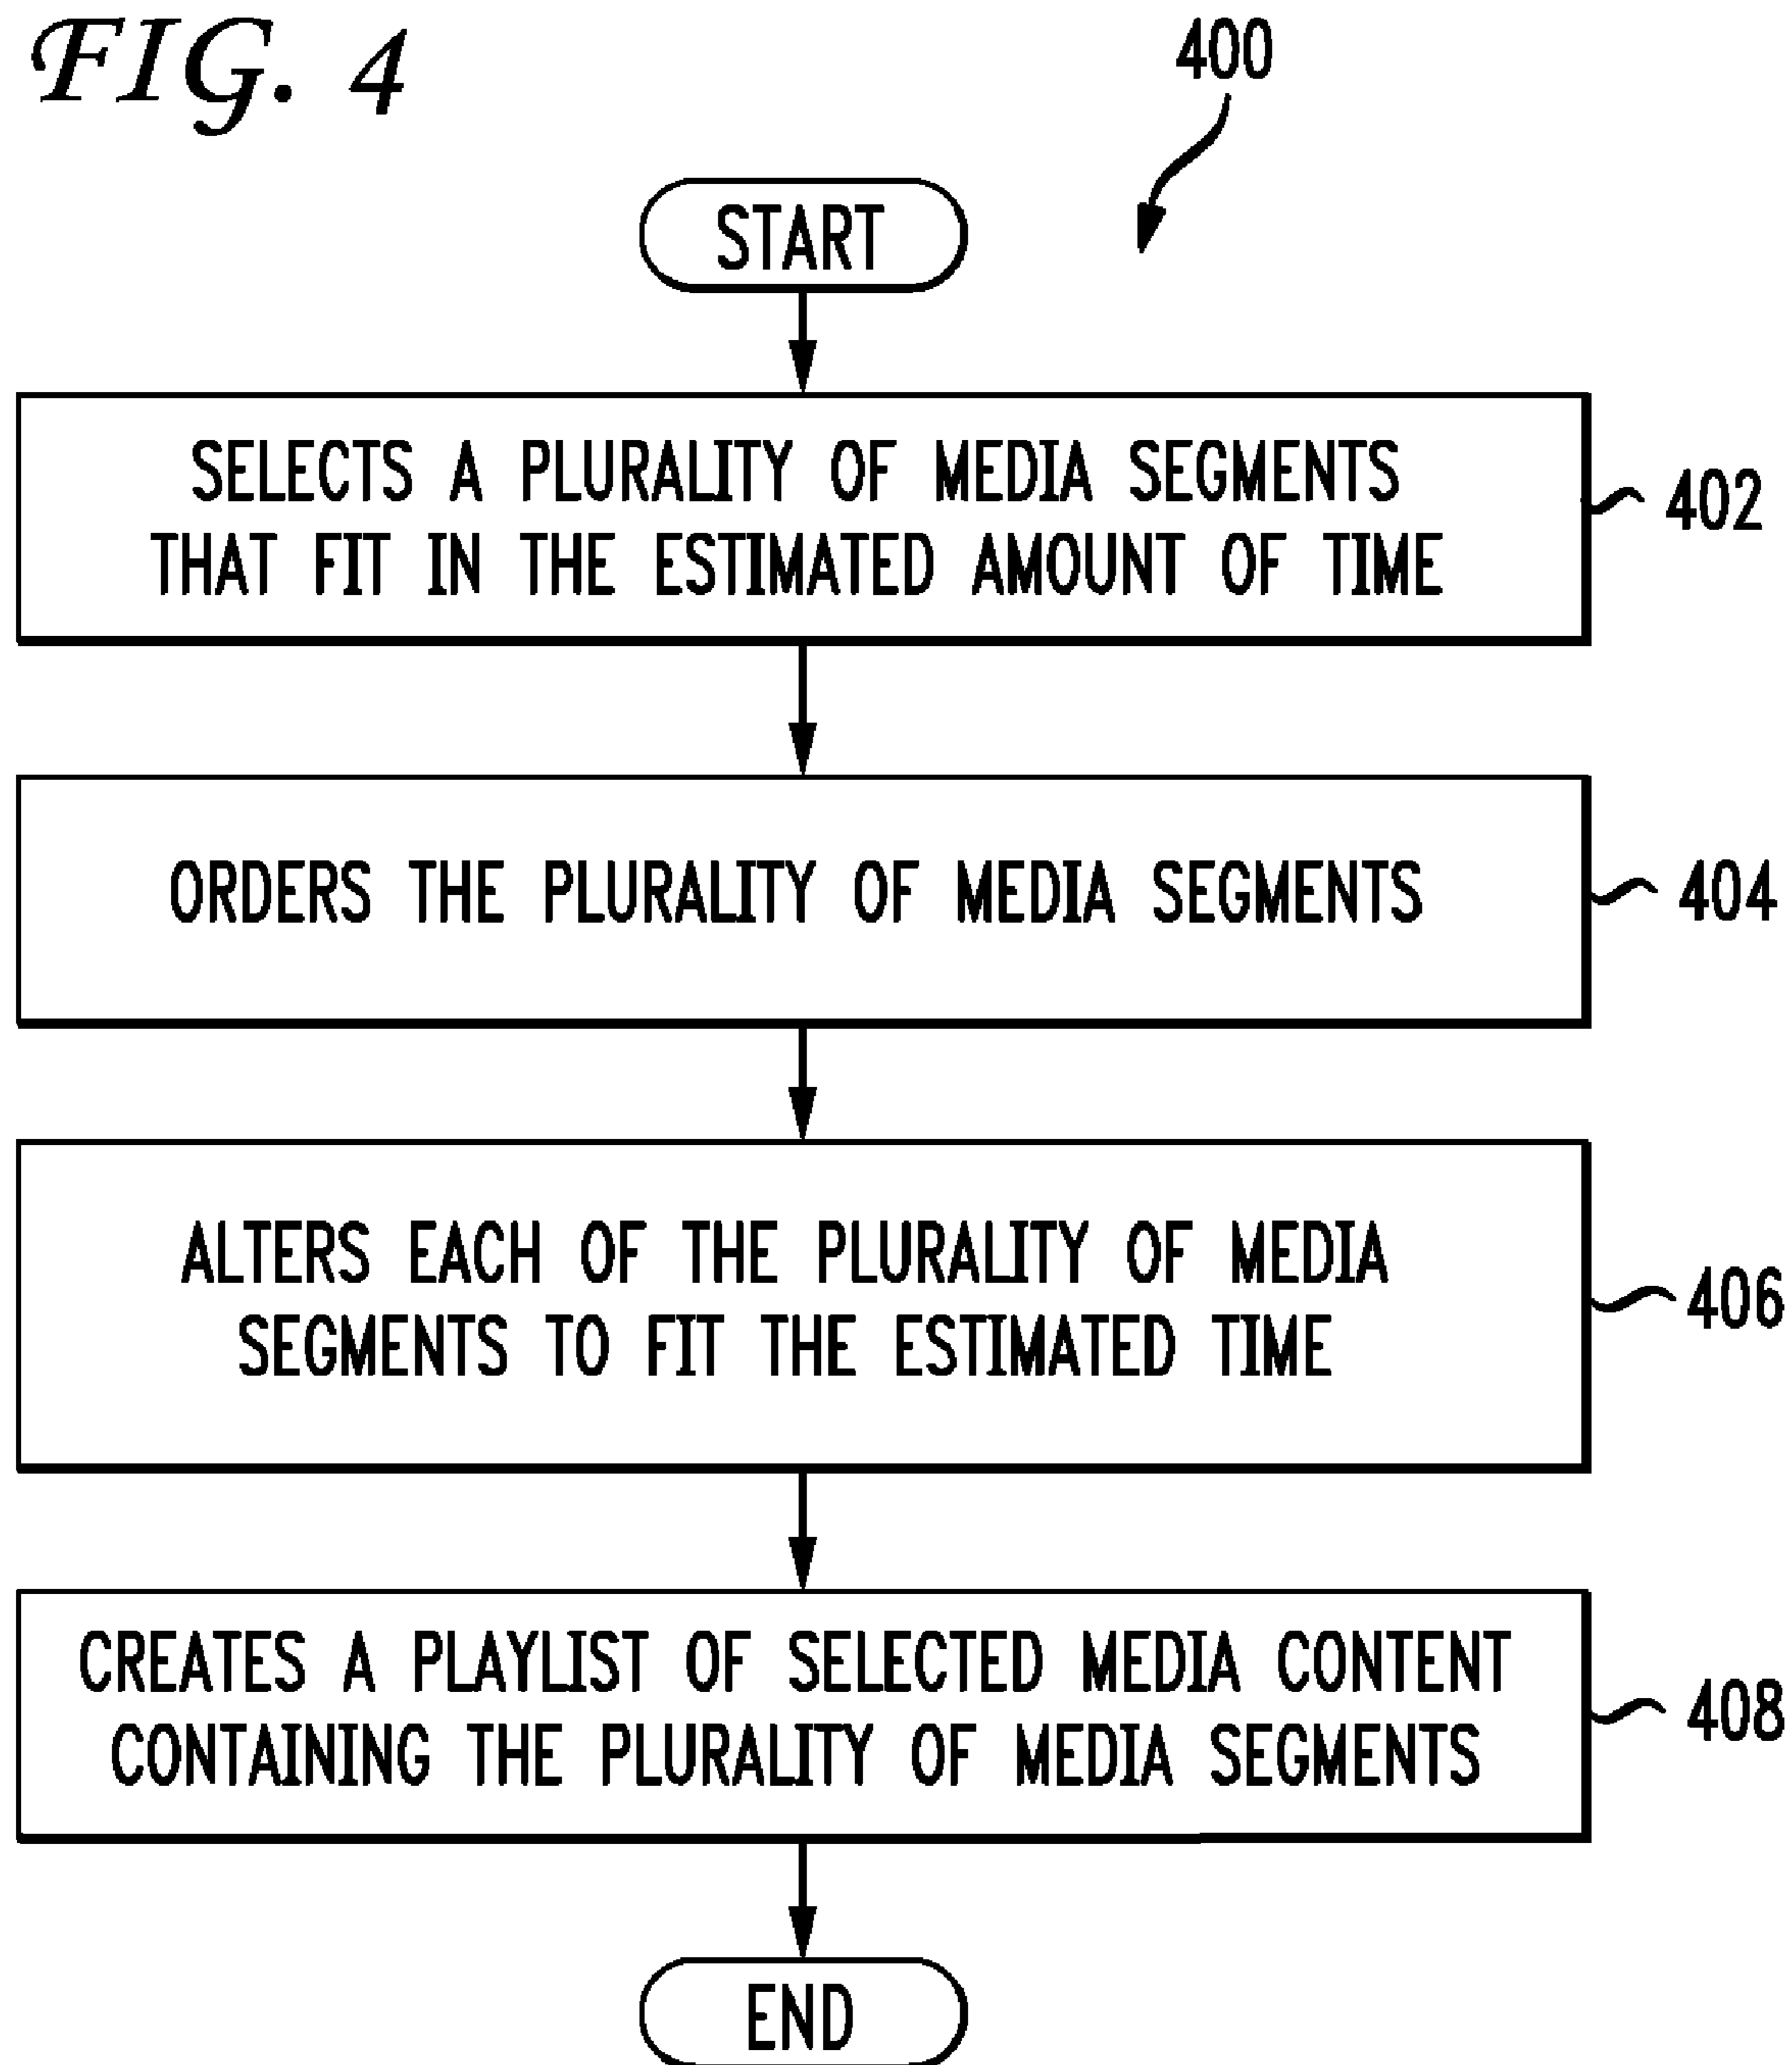 FIG. 4
400
START
SELECTS A PLURALITY OF MEDIA SEGMENTS
THAT FIT IN THE ESTIMATED AMOUNT OF TIME
402
ORDERS THE PLURALITY OF MEDIA SEGMENTS
404
ALTERS EACH OF THE PLURALITY OF MEDIA
SEGMENTS TO FIT THE ESTIMATED TIME
406
CREATES A PLAYLIST OF SELECTED MEDIA CONTENT
CONTAINING THE PLURALITY OF MEDIA SEGMENTS
408
END